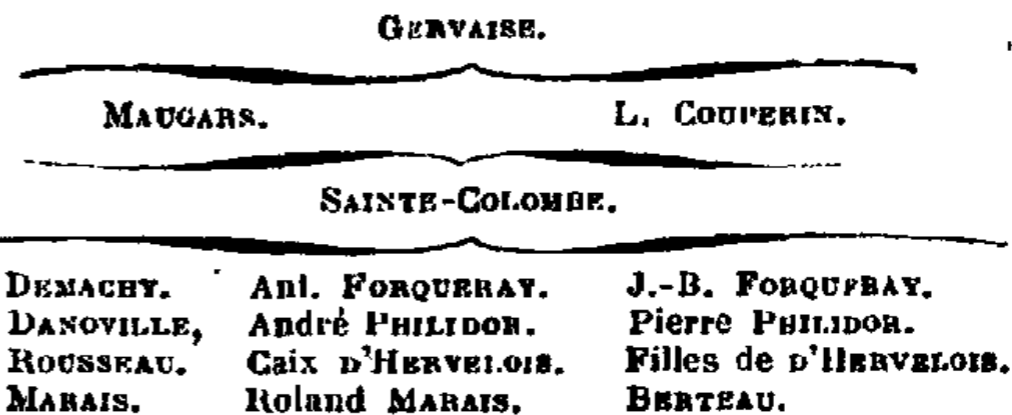 GERVAISE.
MAUGARS. L. COUPERIN.
SAINTE-COLOMBE.
DEMACHY. Ant. FORQUERAY. J.-B. FORQUERAY.
DANOVILLE, André PHILIDOR. Pierre PHILIDOR.
ROUSSEAU. Caix D'HERVELOIS. Filles de D'HERVELOIS.
MARAIS. Roland MARAIS. BERTEAU.